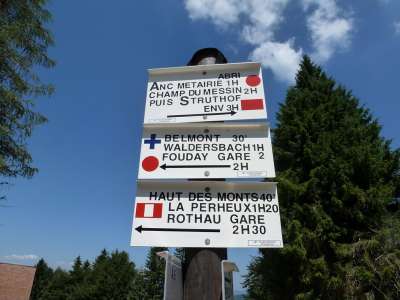 ABRI
ANC METAIRIE 1H
CHAMP DU MESSIN 2H
PUIS STRUTHOF
ENV 3H
BELMONT 30'
WALDERSBACH 1H
FOUDAY GARE 2
2H
HAUT DES MONTS 40'
LA PERHEUX 1H20
ROTHAU GARE
2H30